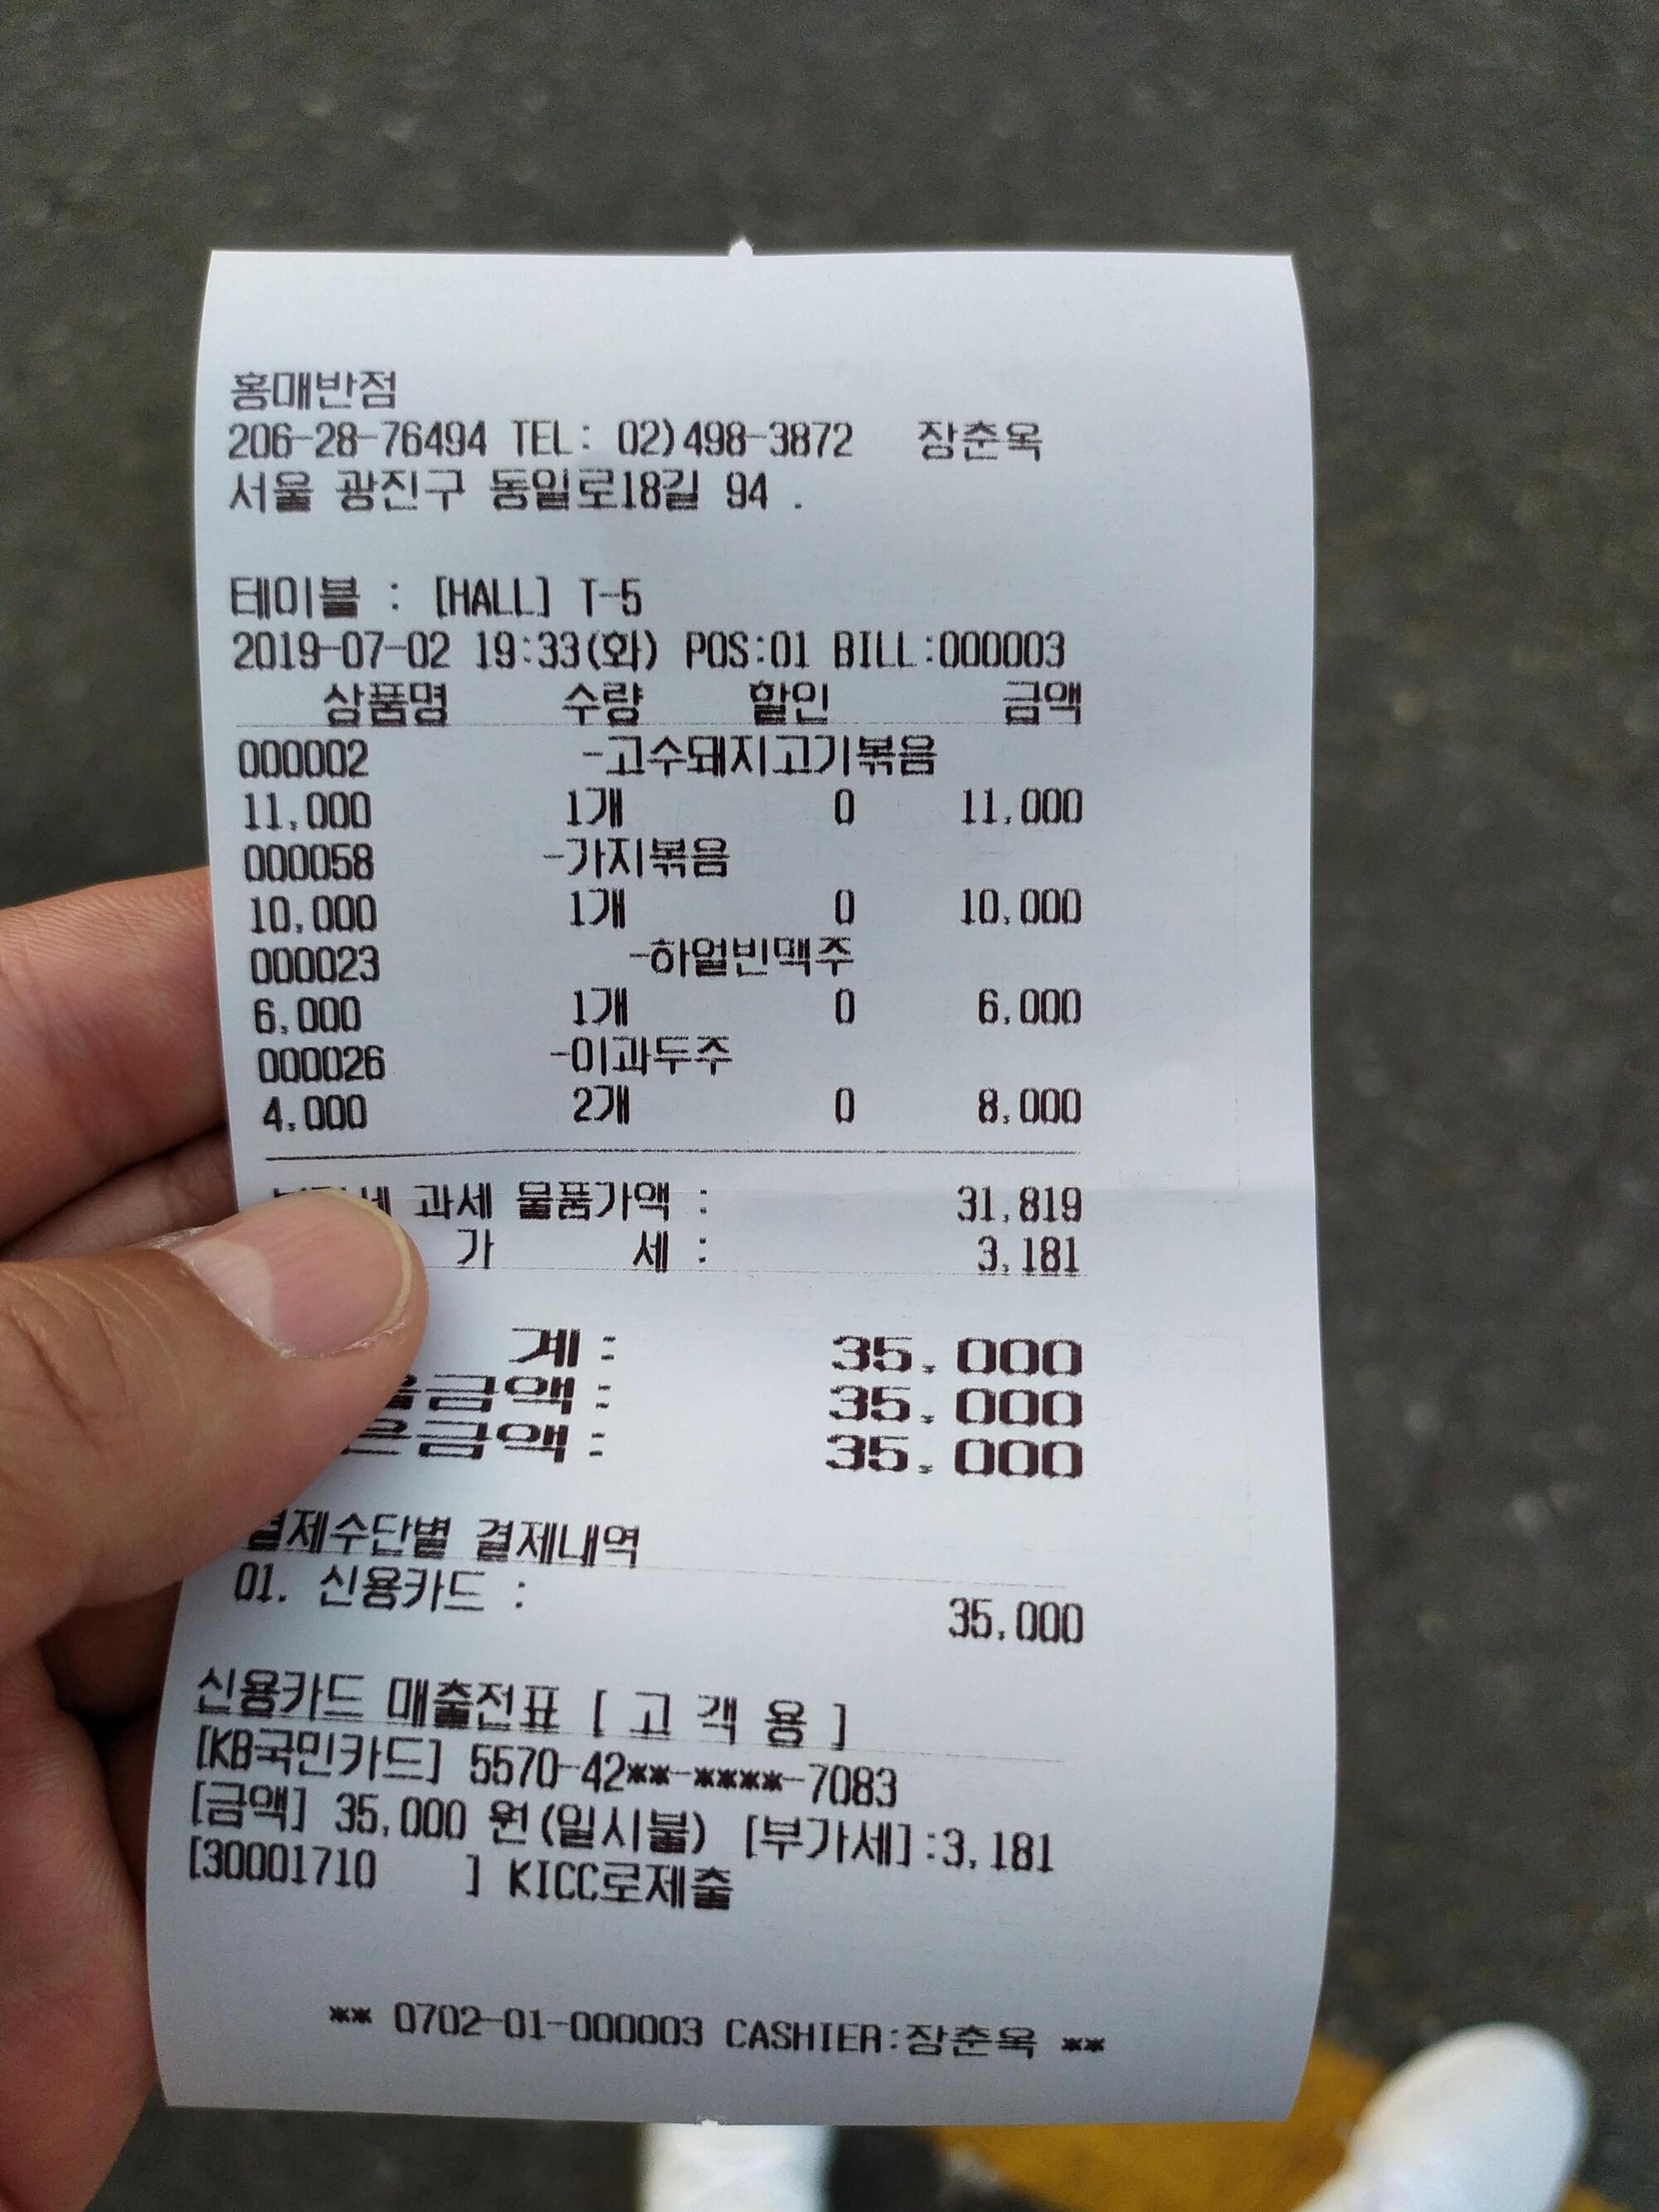 홍매반점
206-28-76494 TEL: 02)498-3872 장춘옥
서울 광진구 동일로18길 94 .
테이블 : [HALL] T-5
2019-07-02 19:33(화) POS:01 BILL:000003
상품명 수량 할인 금액
000002 -고수돼지고기볶음
11,000 1개 0 11,000
000058 -가지볶음
10,000 1개 0 10,000
000023 -하얼빈맥주
6,000 1개 0 6,000
000026 -이과두주
4,000 2개 0 8,000
과세 물품가액 : 31,819
가 세 : 3,181
계 : 35,000
금액 : 35,000
금액 : 35,000
결제수단별 결제내역
01. 신용카드 : 35,000
신용카드 매출전표 [ 고 객 용 ]
[KB국민카드] 5570-42**-****-7083
[금액] 35,000 원(일시불) [부가세]:3,181
[30001710 ] KICC로제출
** 0702-01-000003 CASHIER:장춘옥 **